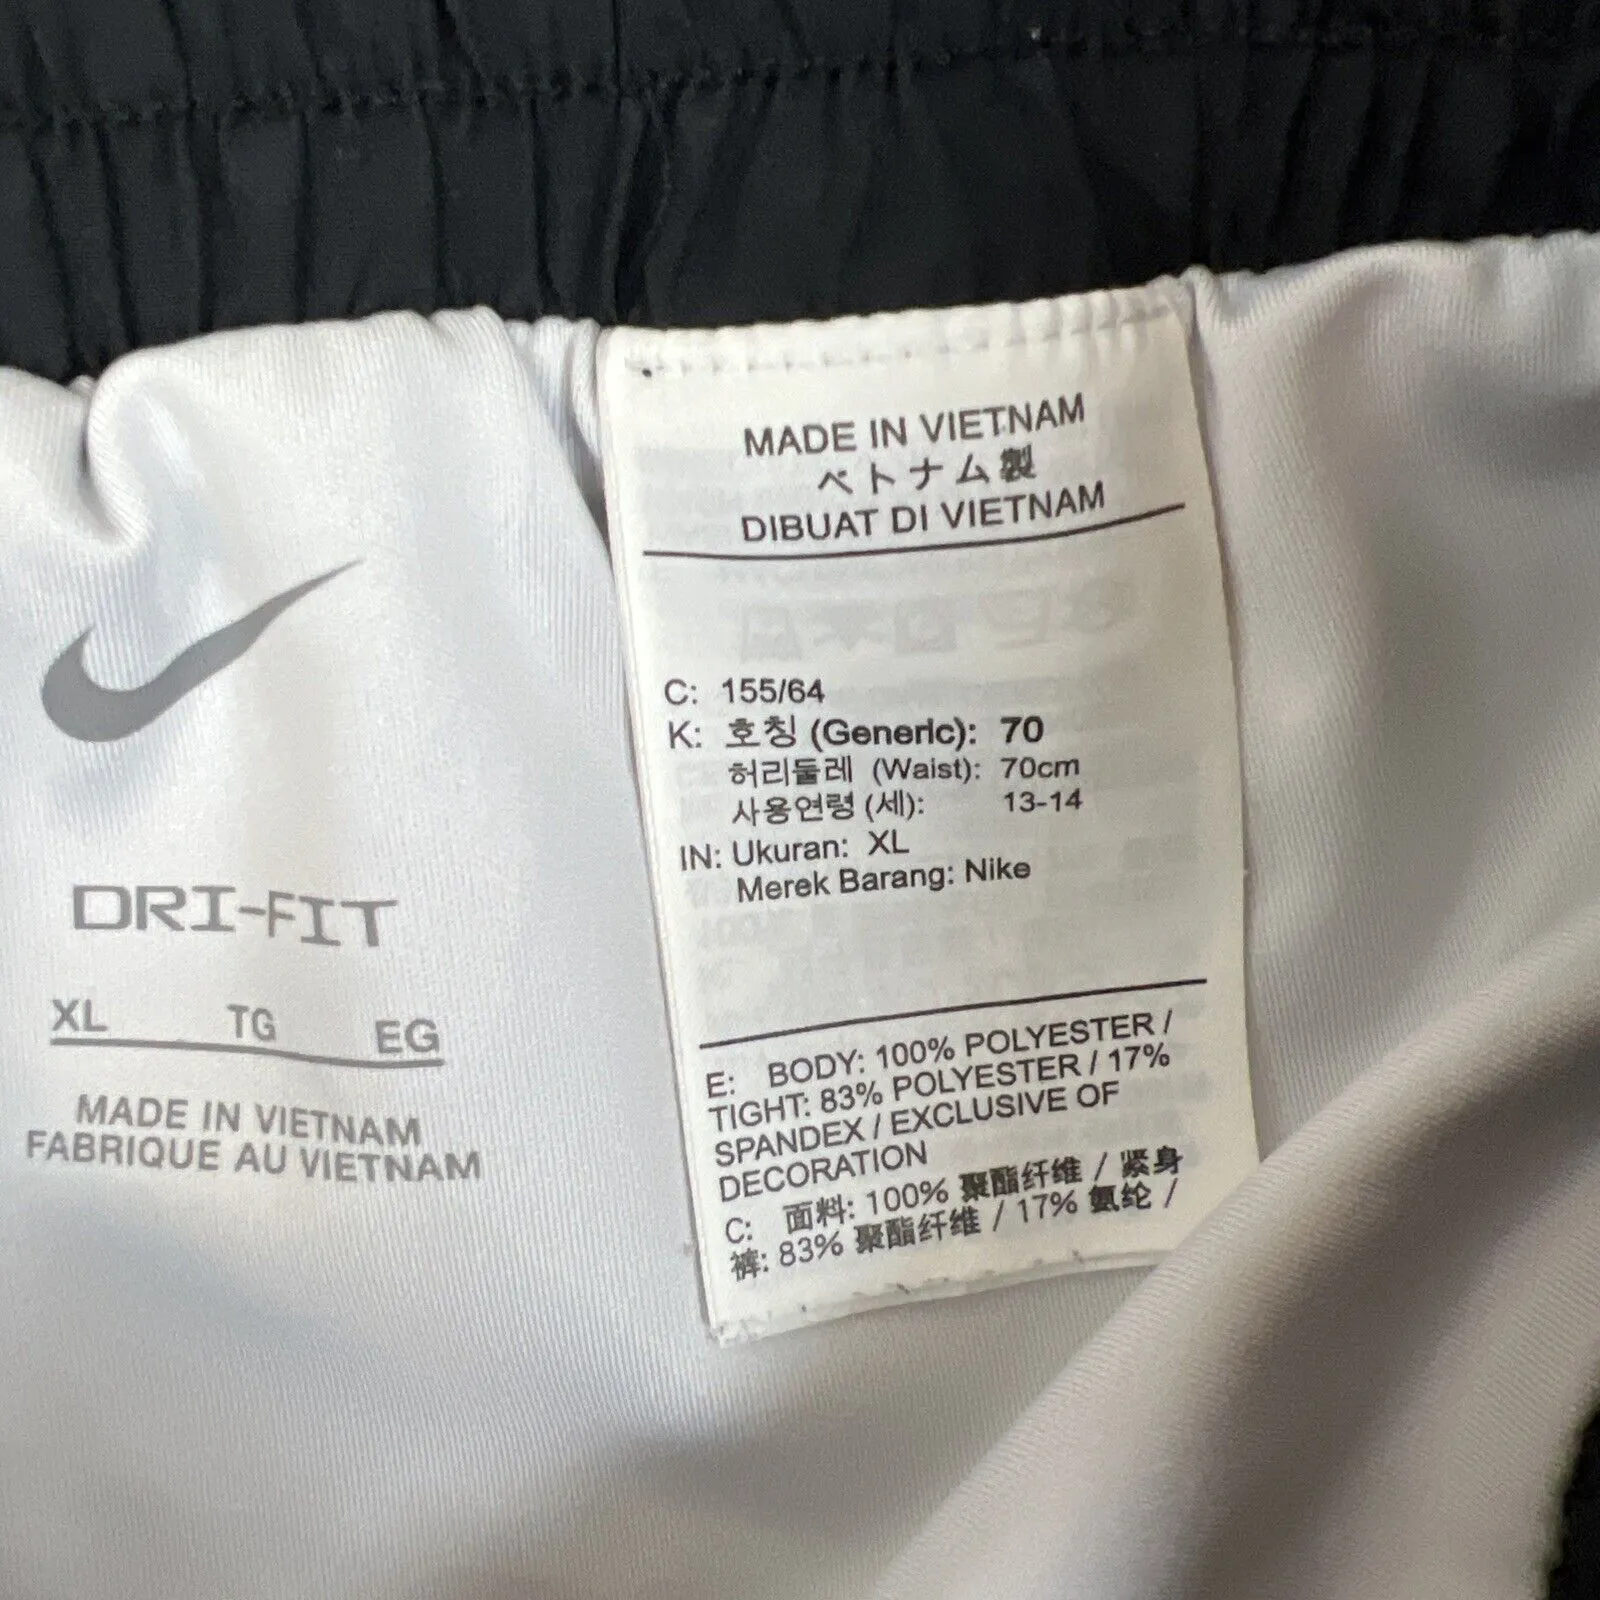 DRI-FIT
XL TG EG
MADE IN VIETNAM
FABRIQUE AU VIETNAM
MADE IN VIETNAM
ベトナム製
DIBUAT DI VIETNAM
C: 155/64
K: 호칭 (Generic): 70
허리둘레 (Waist): 70cm
사용연령 (세): 13-14
IN: Ukuran: XL
Merek Barang: Nike
E: BODY: 100% POLYESTER /
TIGHT: 83% POLYESTER / 17%
SPANDEX / EXCLUSIVE OF
DECORATION
C: 面料: 100% 聚酯纤维 / 紧身
裤: 83% 聚酯纤维 / 17% 氨纶 /